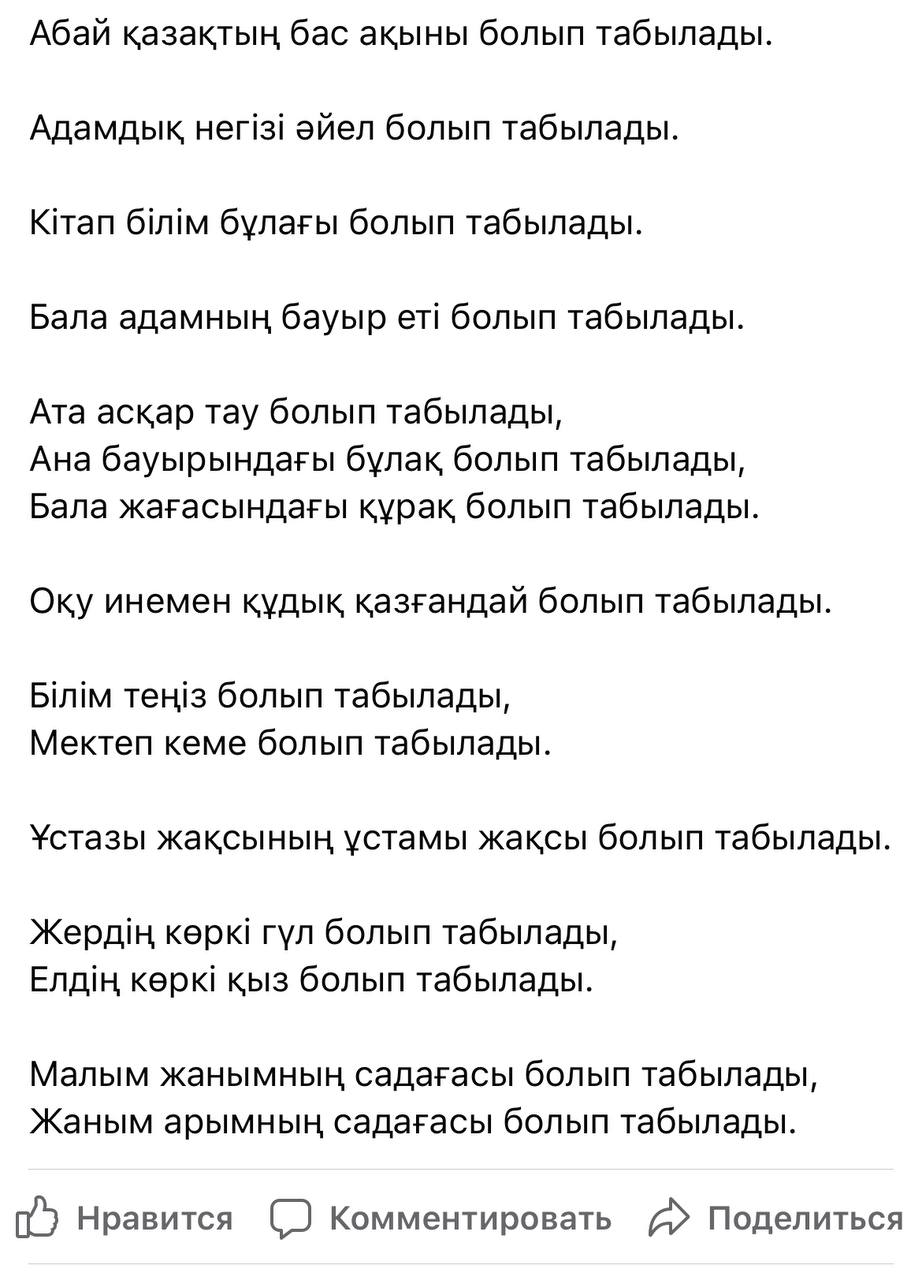 Абай қазақтың бас ақыны болып табылады.
Адамдық негізі әйел болып табылады.
Кітап білім бұлағы болып табылады.
Бала адамның бауыр еті болып табылады.
Ата асқар тау болып табылады,
Ана бауырындағы бұлақ болып табылады,
Бала жағасындағы құрақ болып табылады.
Оқу инемен құдық қазғандай болып табылады.
Білім теңіз болып табылады,
Мектеп кеме болып табылады.
Ұстазы жақсының ұстамы жақсы болып табылады.
Жердің көркі гүл болып табылады,
Елдің көркі қыз болып табылады.
Малым жанымның садағасы болып табылады,
Жаным арымның садағасы болып табылады.
Нравится Комментировать Поделиться